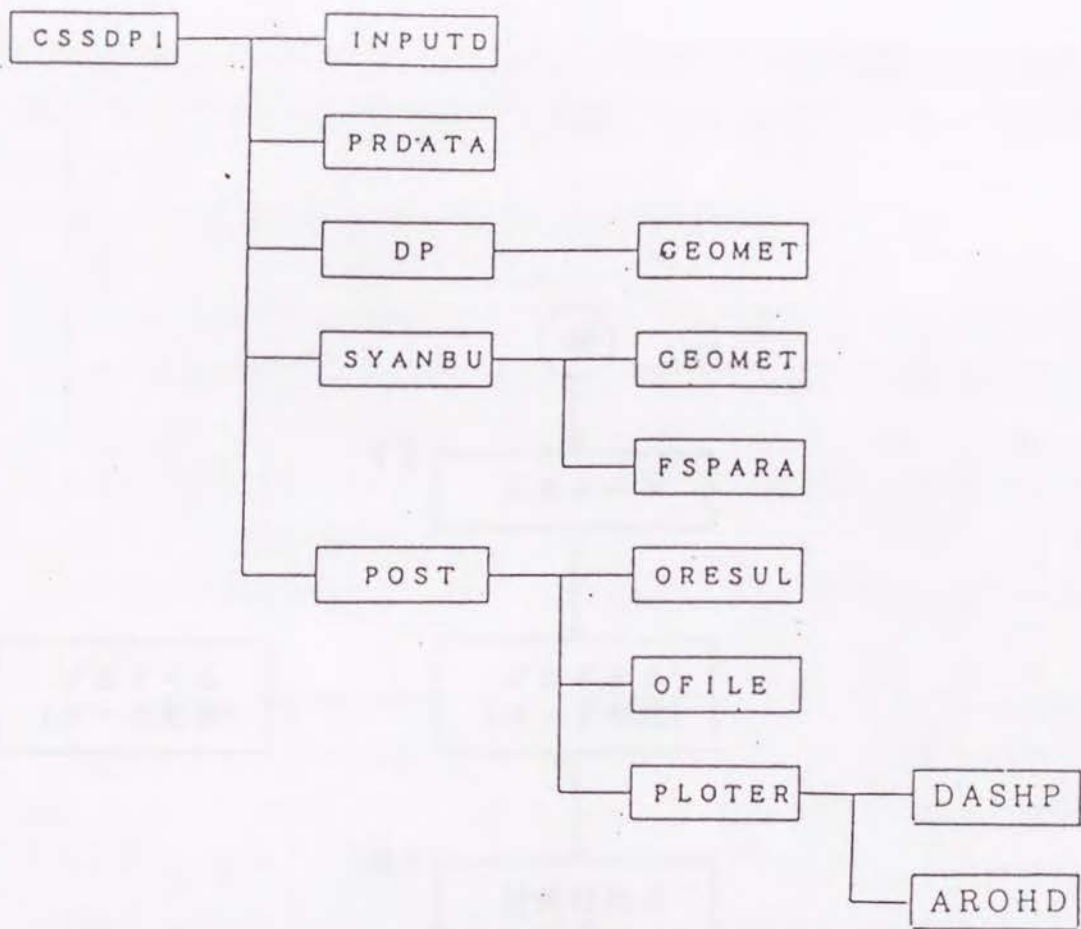 CSSDPI
INPUTD
PRDATA
DP
GEOMET
SYANBU
GEOMET
FSPARA
POST
ORESUL
OFILE
PLOTER
DASHP
AROHD